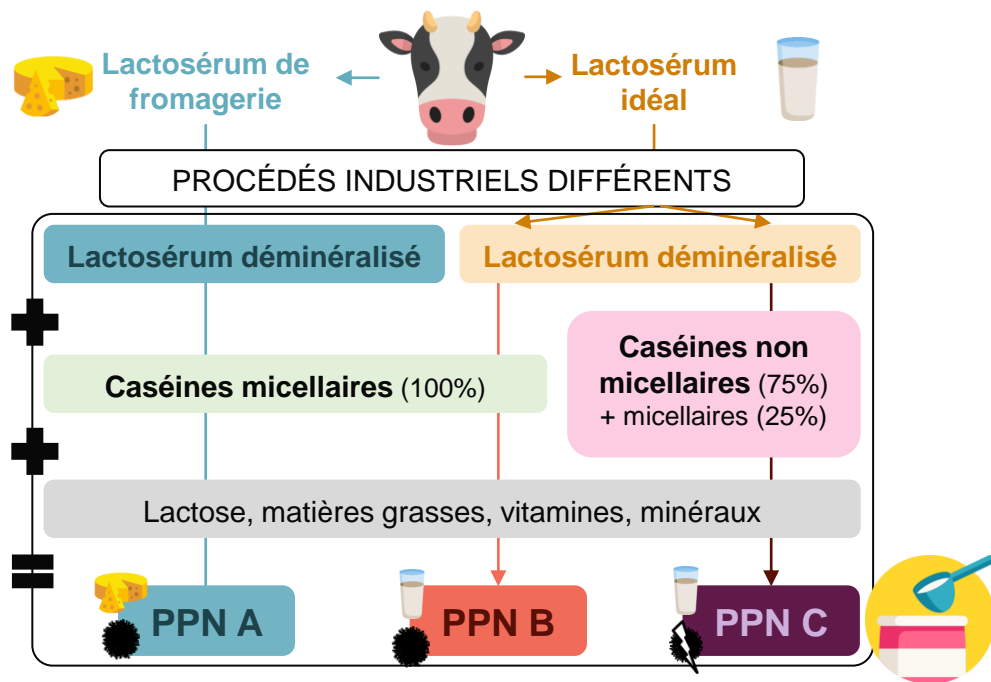 Lactosérum de
fromagerie
Lactosérum
idéal
PROCÉDÉS INDUSTRIELS DIFFÉRENTS
Lactosérum déminéralisé
Lactosérum déminéralisé
Caséines micellaires (100%)
Caséines non
micellaires (75%)
+ micellaires (25%)
Lactose, matières grasses, vitamines, minéraux
PPN A
PPN B
PPN C